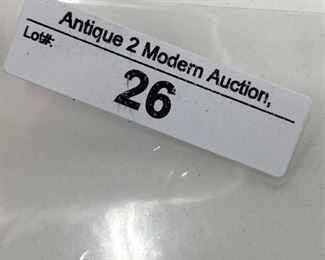 Antique 2 Modern Auction,
Lot#:
26